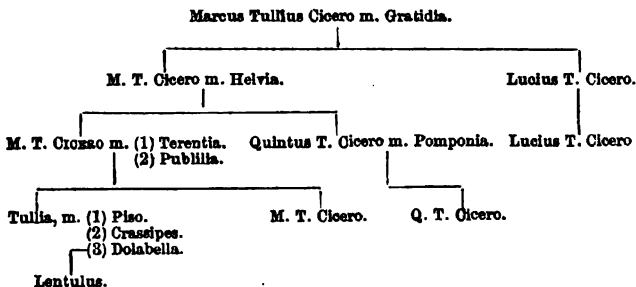 Marcus Tullius Cicero m. Gratidia.
M. T. Cicero m. Helvia. Lucius T. Cicero.
M. T. CICERO m. (1) Terentia. Quintus T. Cicero m. Pomponia. Lucius T. Cicero
(2) Publilia.
Tullia, m. (1) Piso. M. T. Cicero. Q. T. Cicero.
(2) Crassipes.
(3) Dolabella.
Lentulus.